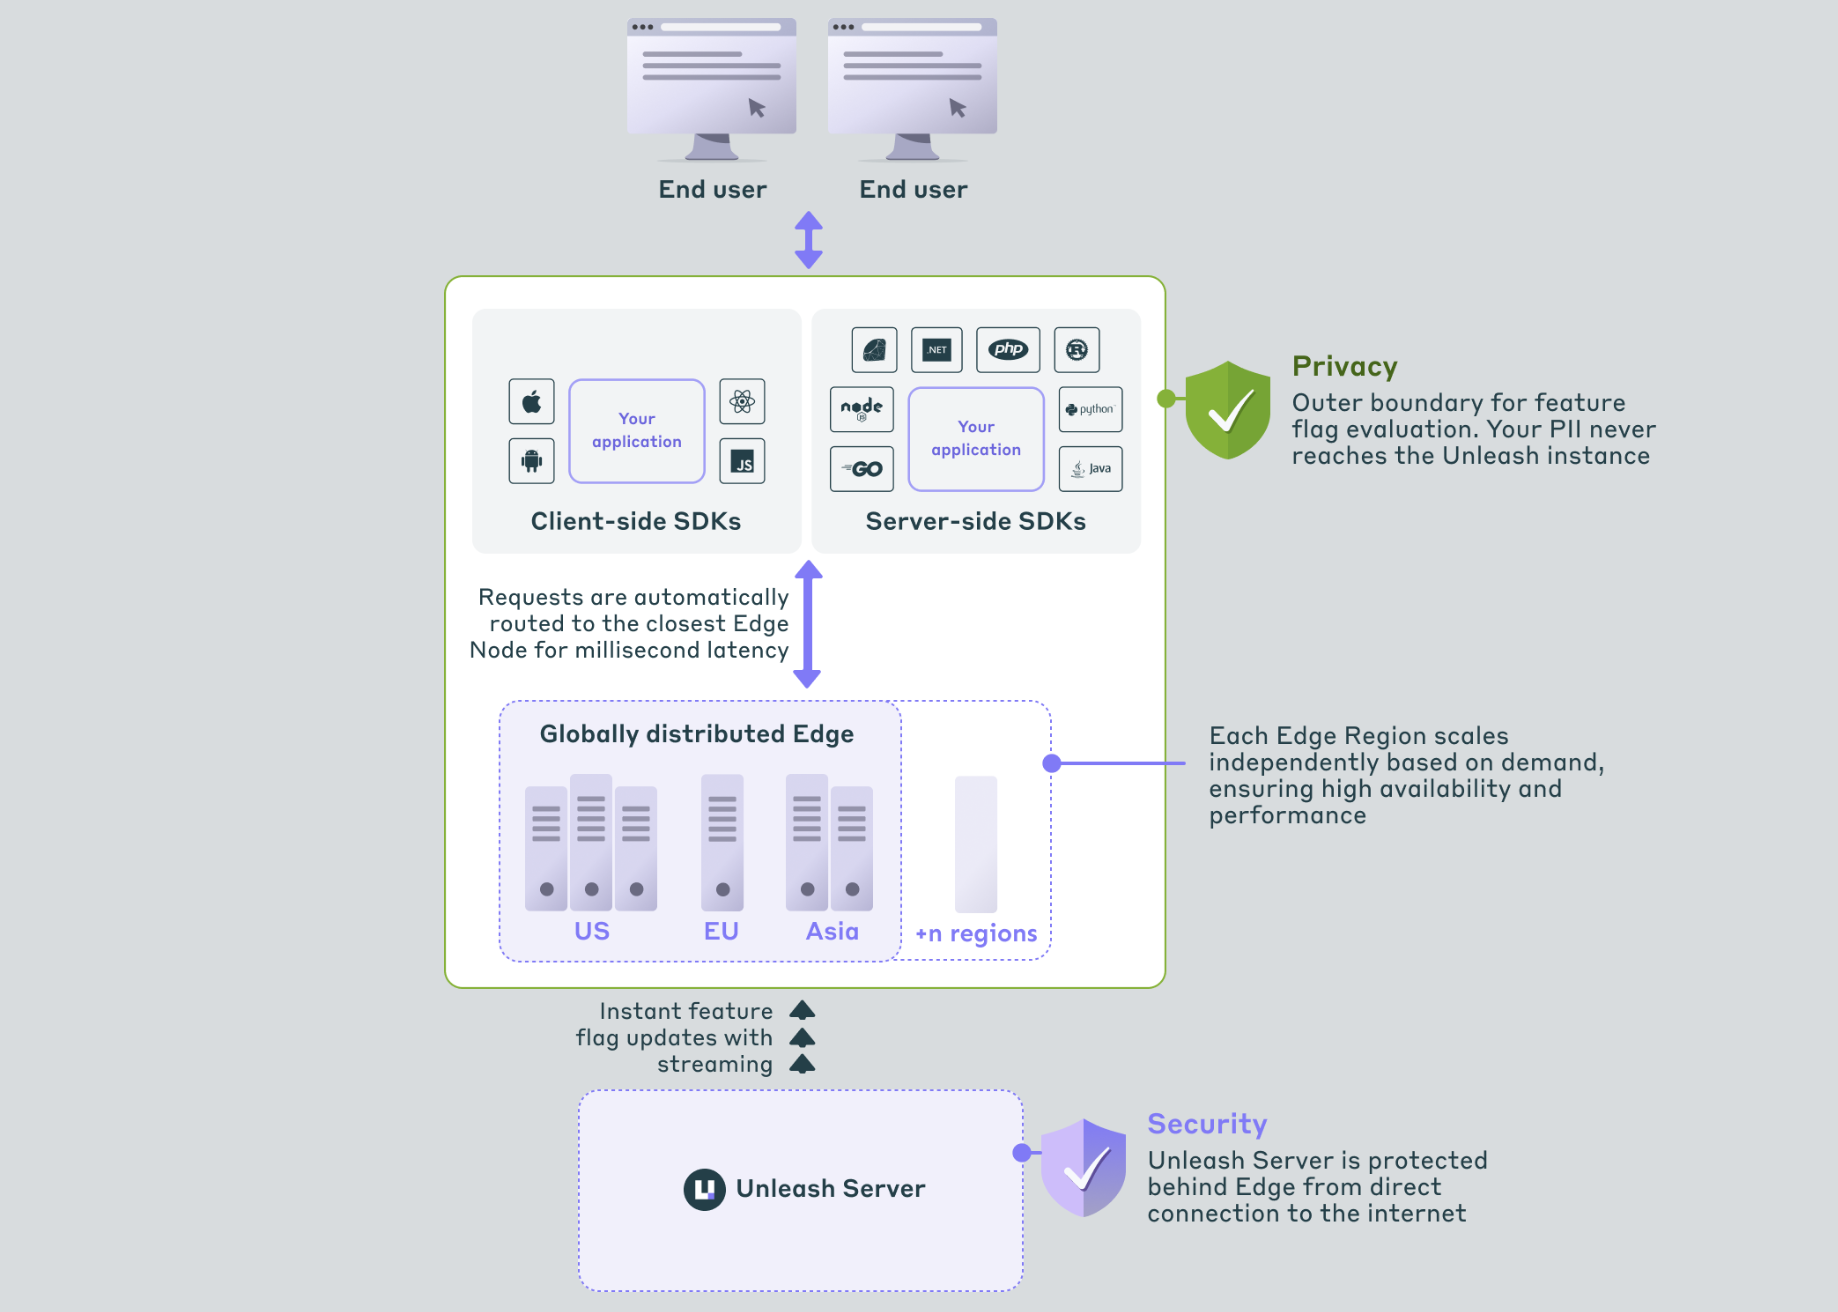 End user
End user
.NET
php
R
node
JS
Your
application
python
GO
Java
Client-side SDKs
Your
application
JS
Server-side SDKs
Privacy
Outer boundary for feature
flag evaluation. Your PII never
reaches the Unleash instance
Requests are automatically
routed to the closest Edge
Node for millisecond latency
Globally distributed Edge
US
EU
Asia
+n regions
Each Edge Region scales
independently based on demand,
ensuring high availability and
performance
Instant feature
flag updates with
streaming
Unleash Server
Security
Unleash Server is protected
behind Edge from direct
connection to the internet